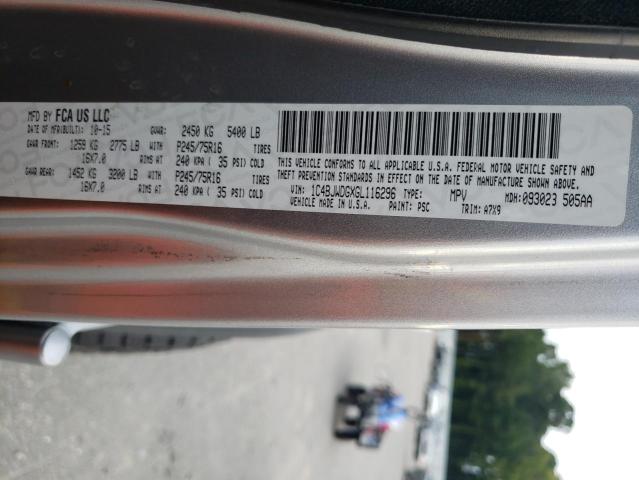 MFD BY FCA US LLC
DATE OF MFR(BUILT): 10-15 GVWR: 2450 KG 5400 LB
GAWR FRONT: 1259 KG 2775 LB WITH P245/75R16 TIRES
16X7.0 RIMS AT 240 KPA ( 35 PSI) COLD
GAWR REAR: 1452 KG 3200 LB WITH P245/75R16 TIRES
16X7.0 RIMS AT 240 KPA ( 35 PSI) COLD
THIS VEHICLE CONFORMS TO ALL APPLICABLE U.S.A. FEDERAL MOTOR VEHICLE SAFETY AND
THEFT PREVENTION STANDARDS IN EFFECT ON THE DATE OF MANUFACTURE SHOWN ABOVE.
VIN: 1C4BJWDGXGL116296 TYPE: MPV MDH: 093023 505AA
VEHICLE MADE IN U.S.A. PAINT: PSC TRIM: A7X9